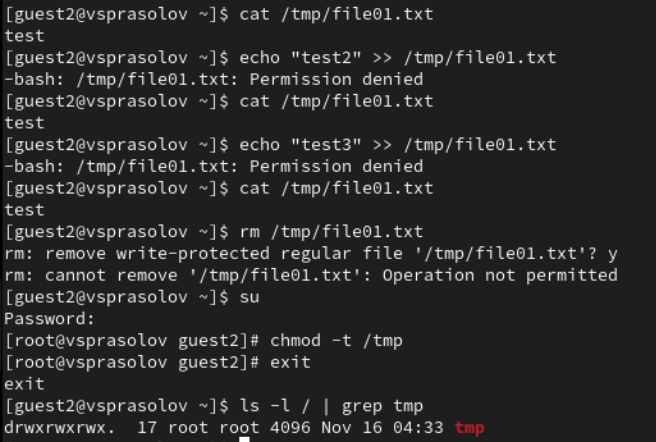 [guest2@vsprasolov ~]$ cat /tmp/file01.txt
test
[guest2@vsprasolov ~]$ echo "test2" >> /tmp/file01.txt
-bash: /tmp/file01.txt: Permission denied
[guest2@vsprasolov ~]$ cat /tmp/file01.txt
test
[guest2@vsprasolov ~]$ echo "test3" >> /tmp/file01.txt
-bash: /tmp/file01.txt: Permission denied
[guest2@vsprasolov ~]$ cat /tmp/file01.txt
test
[guest2@vsprasolov ~]$ rm /tmp/file01.txt
rm: remove write-protected regular file '/tmp/file01.txt'? y
rm: cannot remove '/tmp/file01.txt': Operation not permitted
[guest2@vsprasolov ~]$ su
Password:
[root@vsprasolov guest2]# chmod -t /tmp
[root@vsprasolov guest2]# exit
exit
[guest2@vsprasolov ~]$ ls -l / | grep tmp
drwxrwxrwx.  17 root root 4096 Nov 16 04:33 tmp